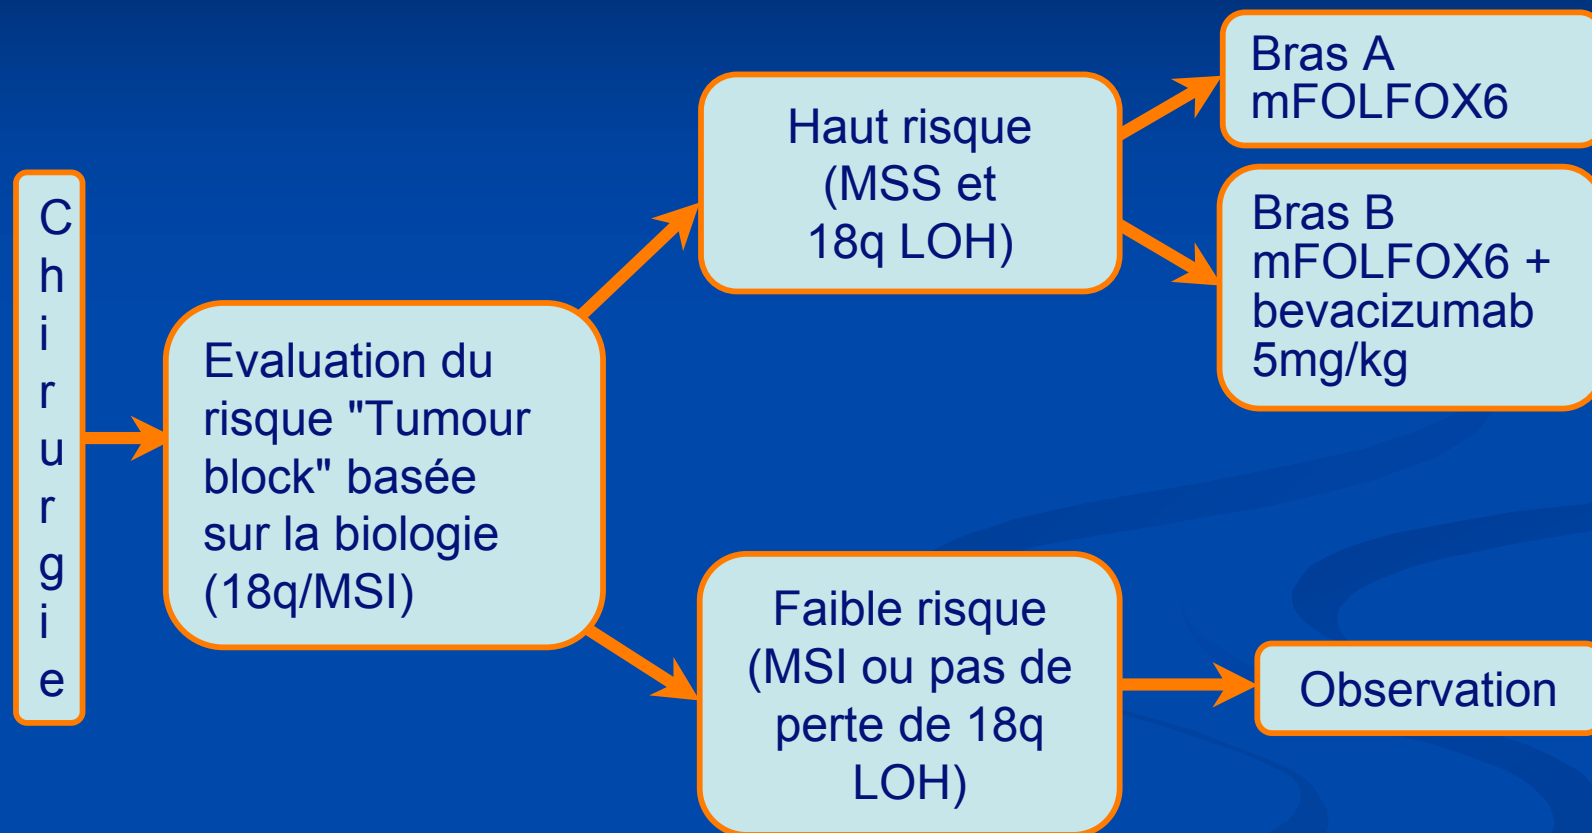 Chirurgie
Evaluation du
risque "Tumour
block" basée
sur la biologie
(18q/MSI)
Haut risque
(MSS et
18q LOH)
Bras A
mFOLFOX6
Bras B
mFOLFOX6 +
bevacizumab
5mg/kg
Faible risque
(MSI ou pas de
perte de 18q
LOH)
Observation